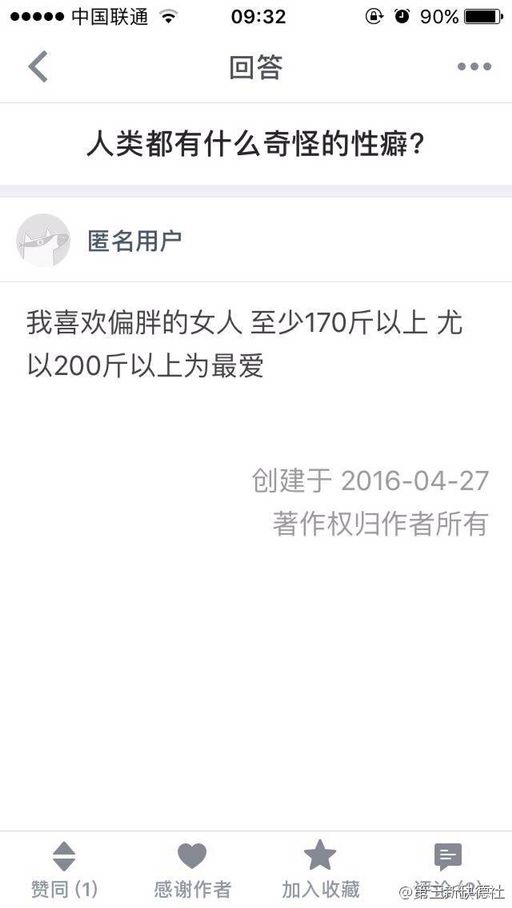 中国联通 09:32 90%
回答
人类都有什么奇怪的性癖?
匿名用户
我喜欢偏胖的女人 至少170斤以上 尤
以200斤以上为最爱
创建于 2016-04-27
著作权归作者所有
赞同 (1) 感谢作者 加入收藏